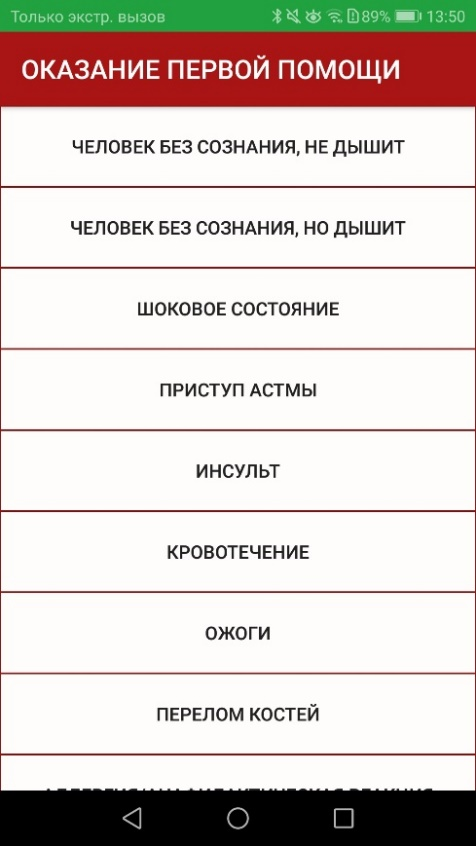 Только экстр. вызов 89% 13:50
ОКАЗАНИЕ ПЕРВОЙ ПОМОЩИ
ЧЕЛОВЕК БЕЗ СОЗНАНИЯ, НЕ ДЫШИТ
ЧЕЛОВЕК БЕЗ СОЗНАНИЯ, НО ДЫШИТ
ШОКОВОЕ СОСТОЯНИЕ
ПРИСТУП АСТМЫ
ИНСУЛЬТ
КРОВОТЕЧЕНИЕ
ОЖОГИ
ПЕРЕЛОМ КОСТЕЙ